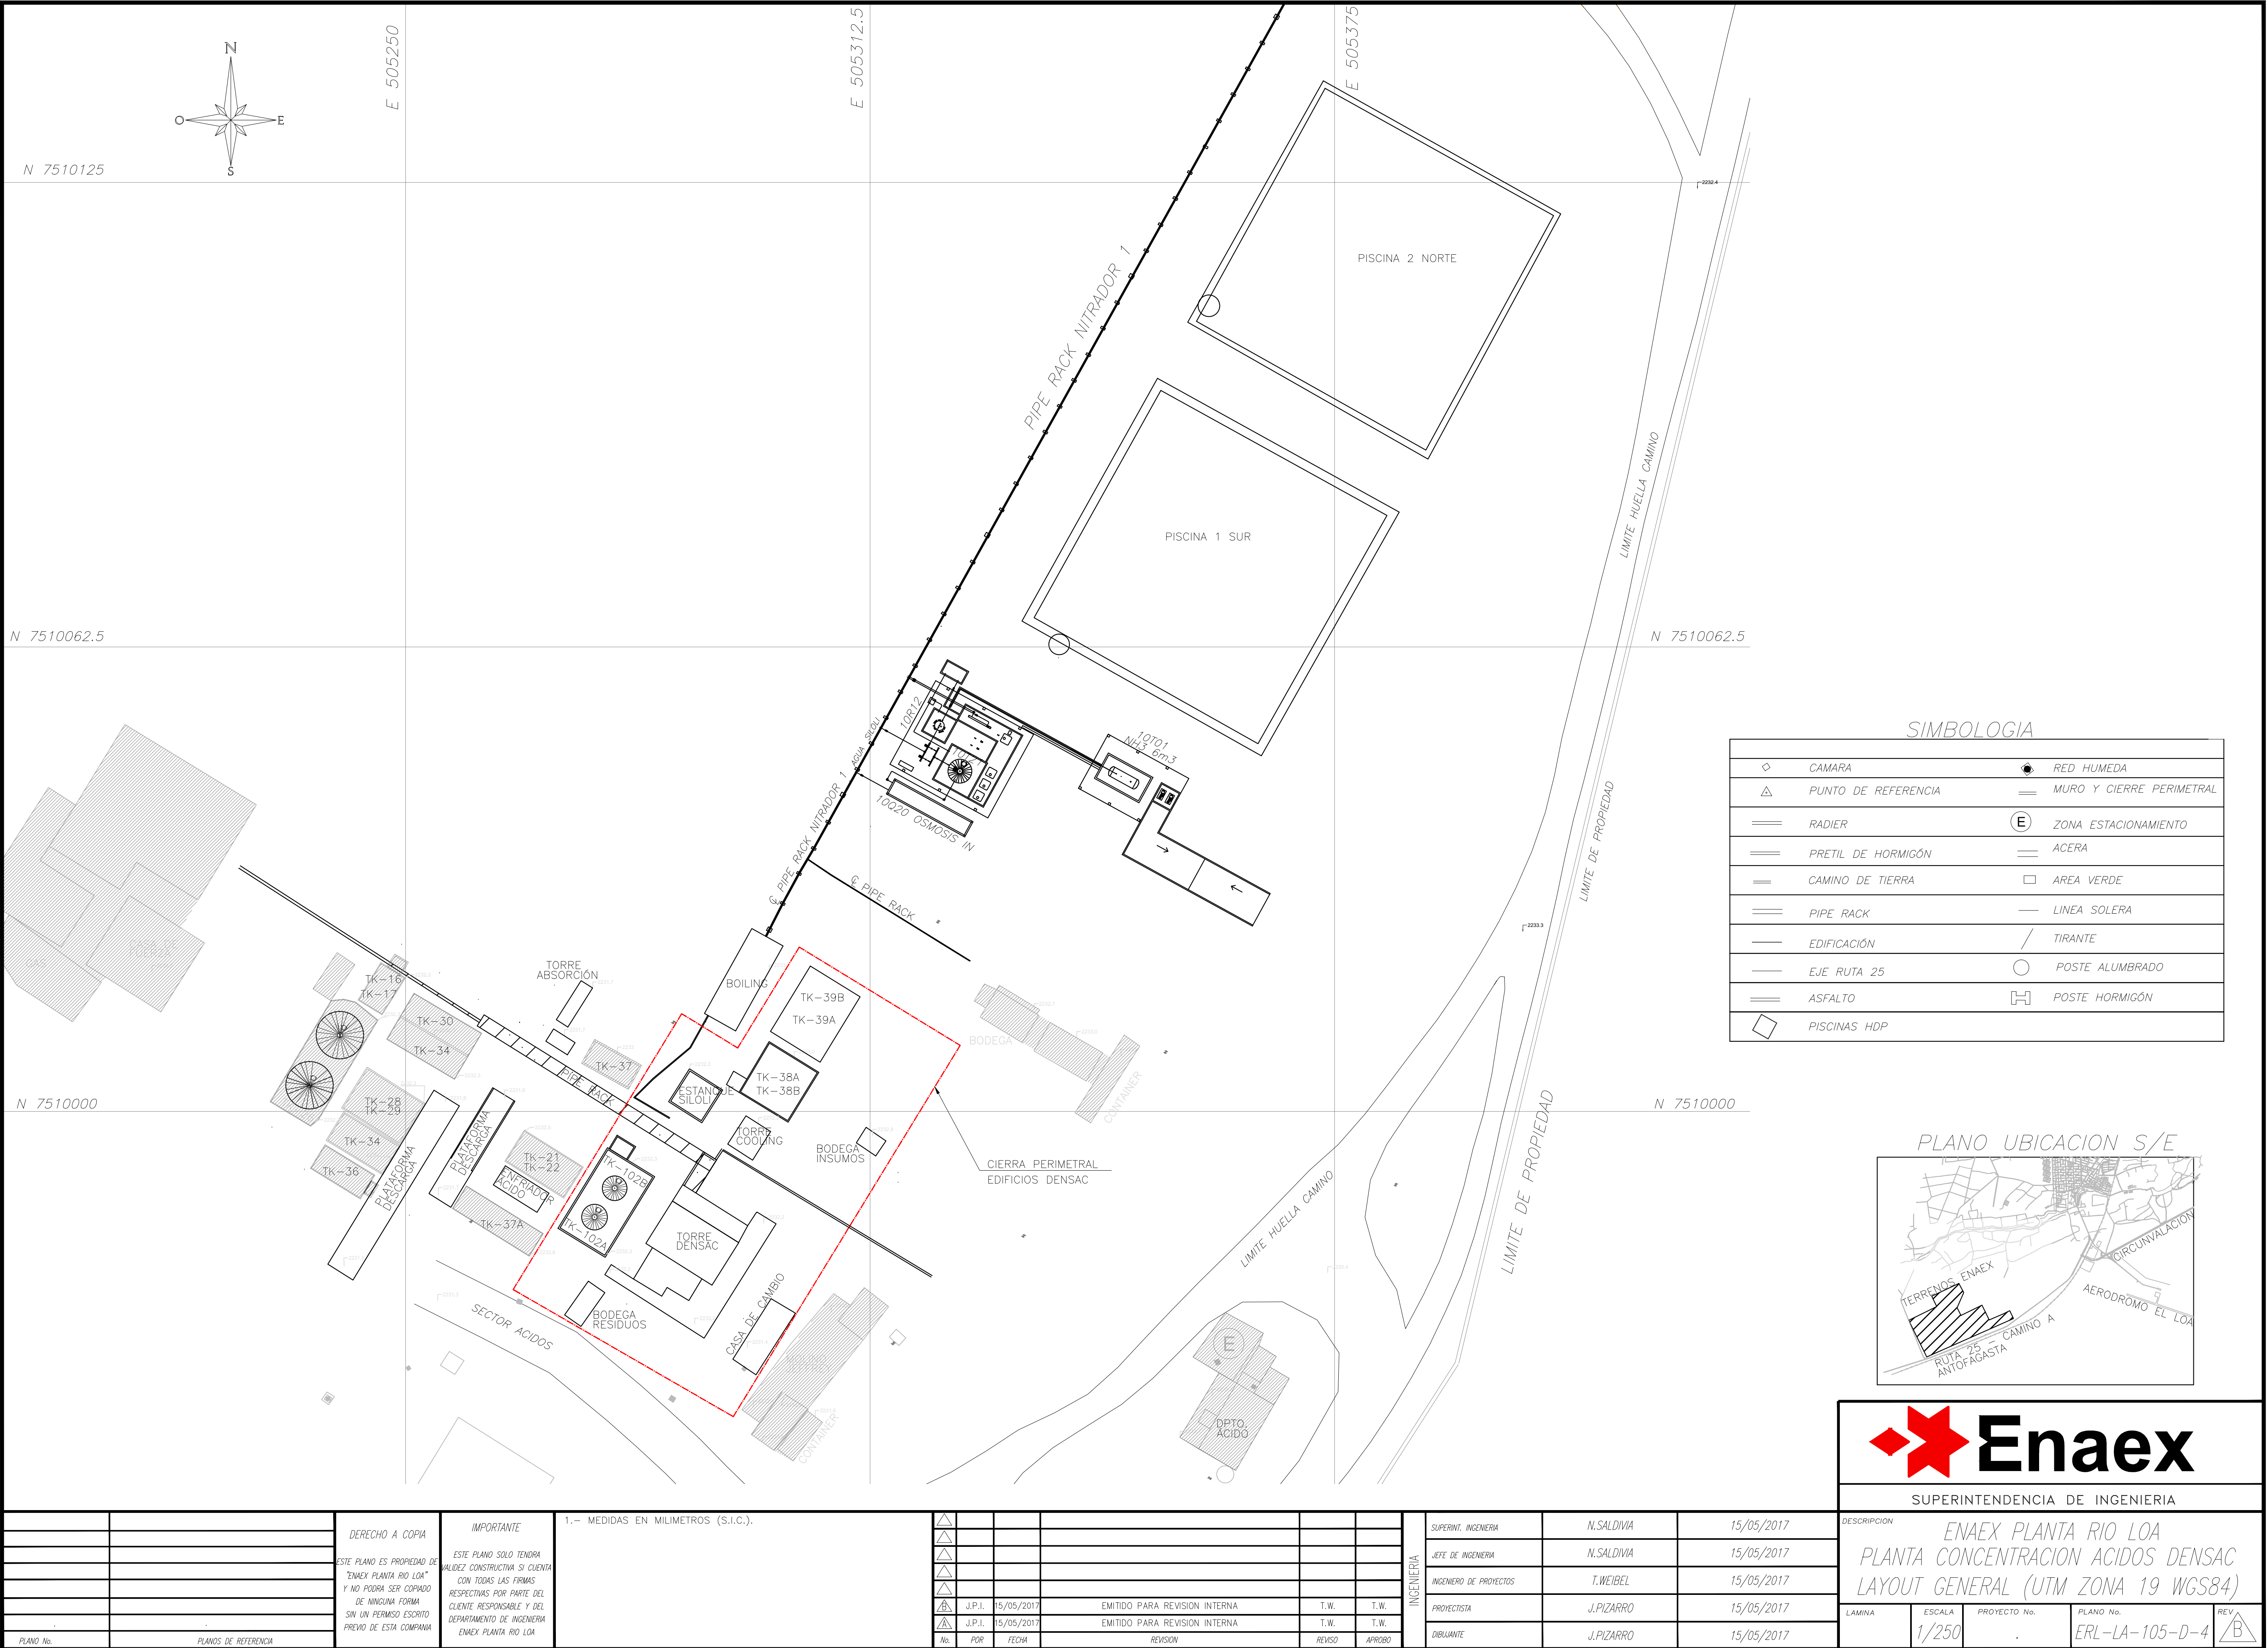 E 505250
E 505312.5
E 505375
N
O
E
S
N 7510125
2232.4
PISCINA 2 NORTE
PIPE RACK NITRADOR 1
PISCINA 1 SUR
LIMITE HUELLA CAMINO
N 7510062.5
N 7510062.5
10R12
AGUA SILOLI
10T01
NH3 6m3
10Q20 OSMOSIS IN
PIPE RACK NITRADOR 1
PIPE RACK
LIMITE DE PROPIEDAD
2233.3
CASA DE
FUERZA
GAS
TORRE
ABSORCIÓN
TK-16
TK-17
TK-30
TK-34
BOILING
TK-39B
TK-39A
BODEGA
CONTAINER
TK-37
PIPE RACK
TK-38A
TK-38B
ESTANQUE
SILOLI
TK-28
TK-29
TK-34
TK-36
PLATAFORMA
DESCARGA
PLATAFORMA
DESCARGA
TK-21
TK-22
ENFRIADOR
ACIDO
TK-37A
TORRE
COOLING
BODEGA
INSUMOS
TK-102B
TK-102A
TORRE
DENSAC
CIERRA PERIMETRAL
EDIFICIOS DENSAC
N 7510000
N 7510000
LIMITE DE PROPIEDAD
LIMITE HUELLA CAMINO
BODEGA
RESIDUOS
CASA DE CAMBIO
SECTOR ACIDOS
CONTAINER
E
DPTO.
ACIDO
SIMBOLOGIA
CAMARA
RED HUMEDA
PUNTO DE REFERENCIA
MURO Y CIERRE PERIMETRAL
RADIER
E
ZONA ESTACIONAMIENTO
PRETIL DE HORMIGÓN
ACERA
CAMINO DE TIERRA
AREA VERDE
PIPE RACK
LINEA SOLERA
EDIFICACIÓN
TIRANTE
EJE RUTA 25
POSTE ALUMBRADO
ASFALTO
POSTE HORMIGÓN
PISCINAS HDP
PLANO UBICACION S/E
CIRCUNVALACION
TERRENOS ENAEX
AERODROMO EL LOA
RUTA 25 - CAMINO A
ANTOFAGASTA
Enaex
SUPERINTENDENCIA DE INGENIERIA
DESCRIPCION
ENAEX PLANTA RIO LOA
PLANTA CONCENTRACION ACIDOS DENSAC
LAYOUT GENERAL (UTM ZONA 19 WGS84)
LAMINA
ESCALA
1/250
PROYECTO No.
.
PLANO No.
ERL-LA-105-D-4
REV.
B
PLANO No.
PLANOS DE REFERENCIA
DERECHO A COPIA
ESTE PLANO ES PROPIEDAD DE
"ENAEX PLANTA RIO LOA"
Y NO PODRA SER COPIADO
DE NINGUNA FORMA
SIN UN PERMISO ESCRITO
PREVIO DE ESTA COMPANIA
IMPORTANTE
ESTE PLANO SOLO TENDRA
VALIDEZ CONSTRUCTIVA SI CUENTA
CON TODAS LAS FIRMAS
RESPECTIVAS POR PARTE DEL
CLIENTE RESPONSABLE Y DEL
DEPARTAMENTO DE INGENIERIA
ENAEX PLANTA RIO LOA
1.- MEDIDAS EN MILIMETROS (S.I.C.).
B J.P.I. 15/05/2017 EMITIDO PARA REVISION INTERNA T.W. T.W.
A J.P.I. 15/05/2017 EMITIDO PARA REVISION INTERNA T.W. T.W.
No. POR FECHA REVISION REVISO APROBO
INGENIERIA
SUPERINT. INGENIERIA N.SALDIVIA 15/05/2017
JEFE DE INGENIERIA N.SALDIVIA 15/05/2017
INGENIERO DE PROYECTOS T.WEIBEL 15/05/2017
PROYECTISTA J.PIZARRO 15/05/2017
DIBUJANTE J.PIZARRO 15/05/2017